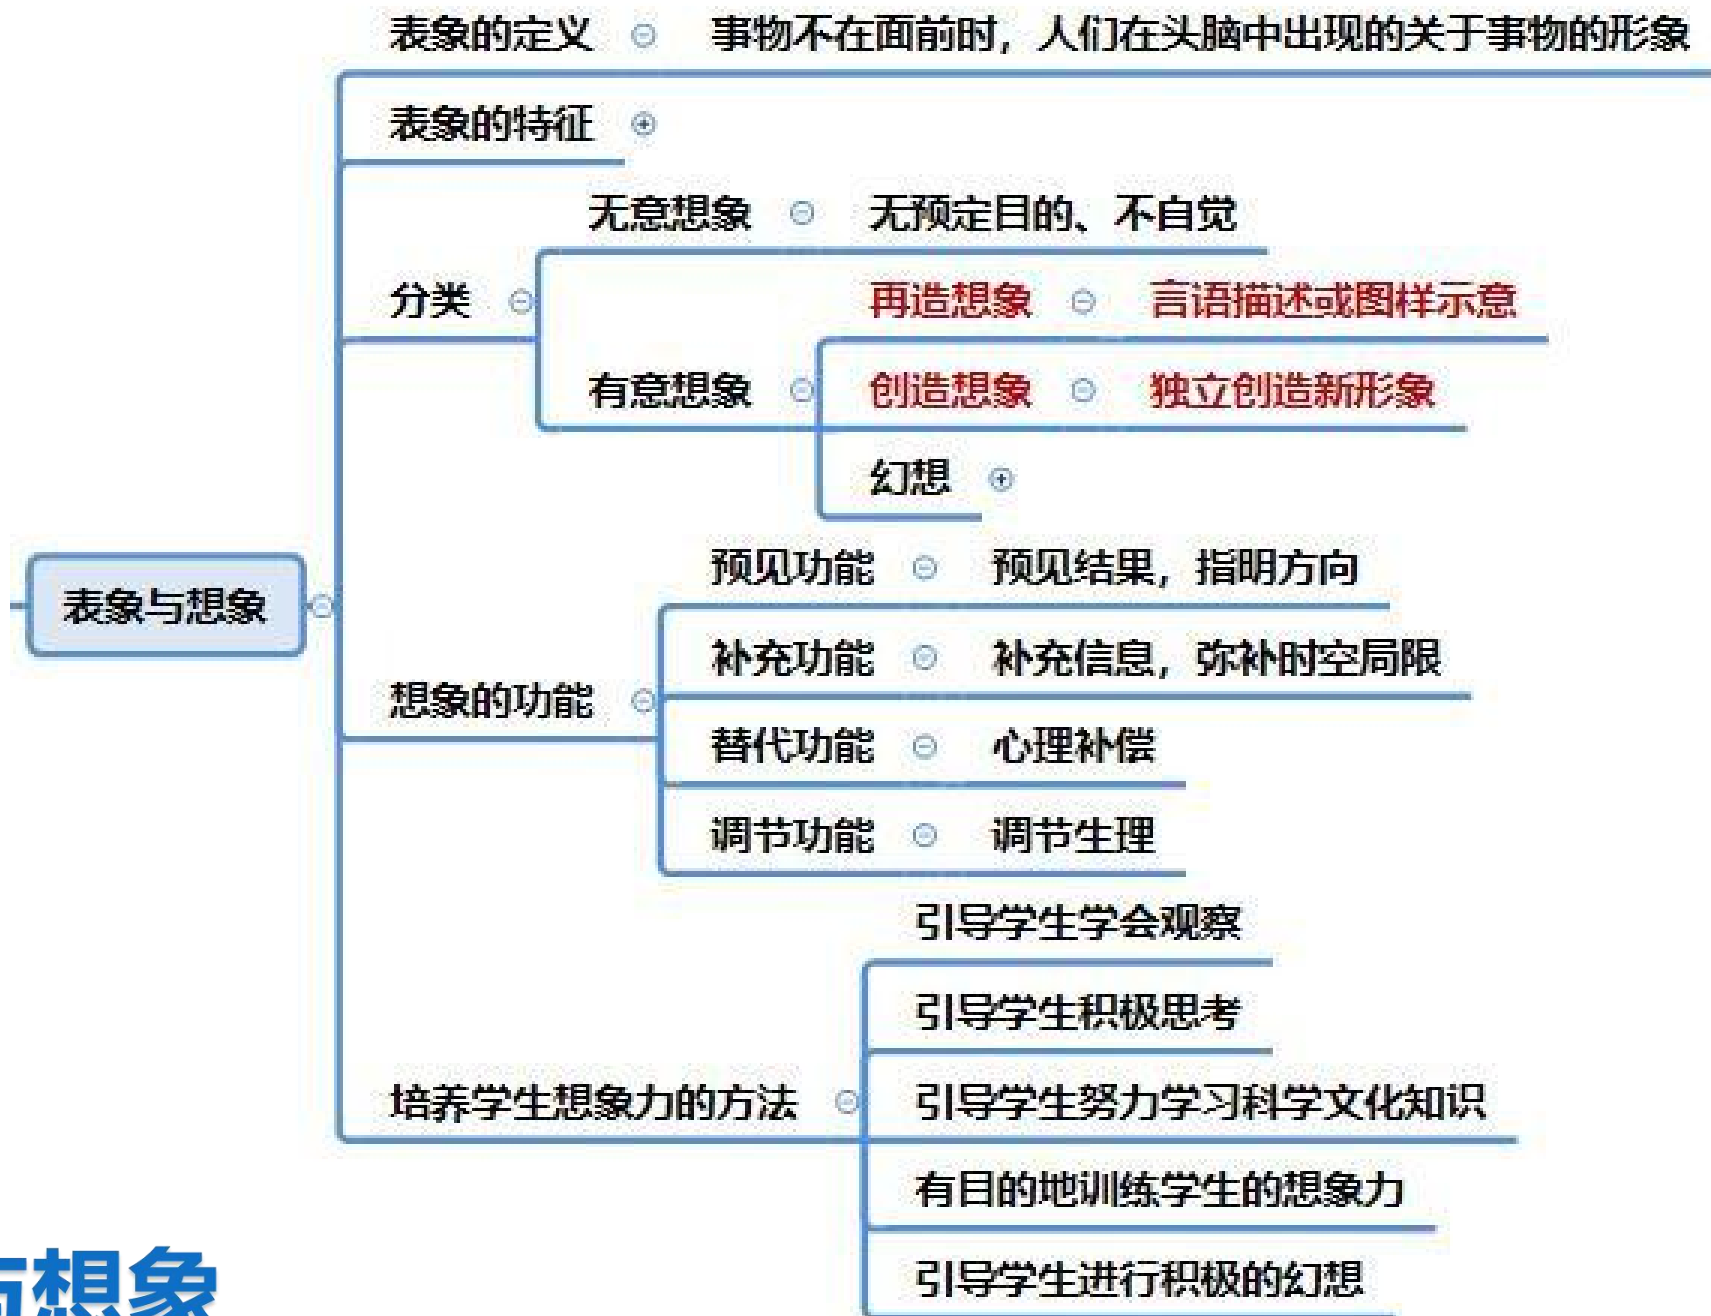 表象的定义 事物不在面前时，人们在头脑中出现的关于事物的形象
表象的特征
无意想象 无预定目的、不自觉
分类
再造想象 言语描述或图样示意
有意想象
创造想象 独立创造新形象
幻想
预见功能 预见结果，指明方向
表象与想象
补充功能 补充信息，弥补时空局限
想象的功能
替代功能 心理补偿
调节功能 调节生理
引导学生学会观察
引导学生积极思考
培养学生想象力的方法
引导学生努力学习科学文化知识
有目的地训练学生的想象力
引导学生进行积极的幻想
与想象